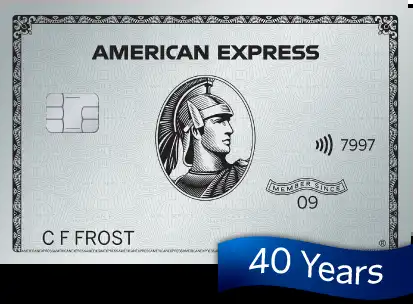 AMERICAN EXPRESS
7997
MEMBER SINCE
09
C F FROST
®
40 Years